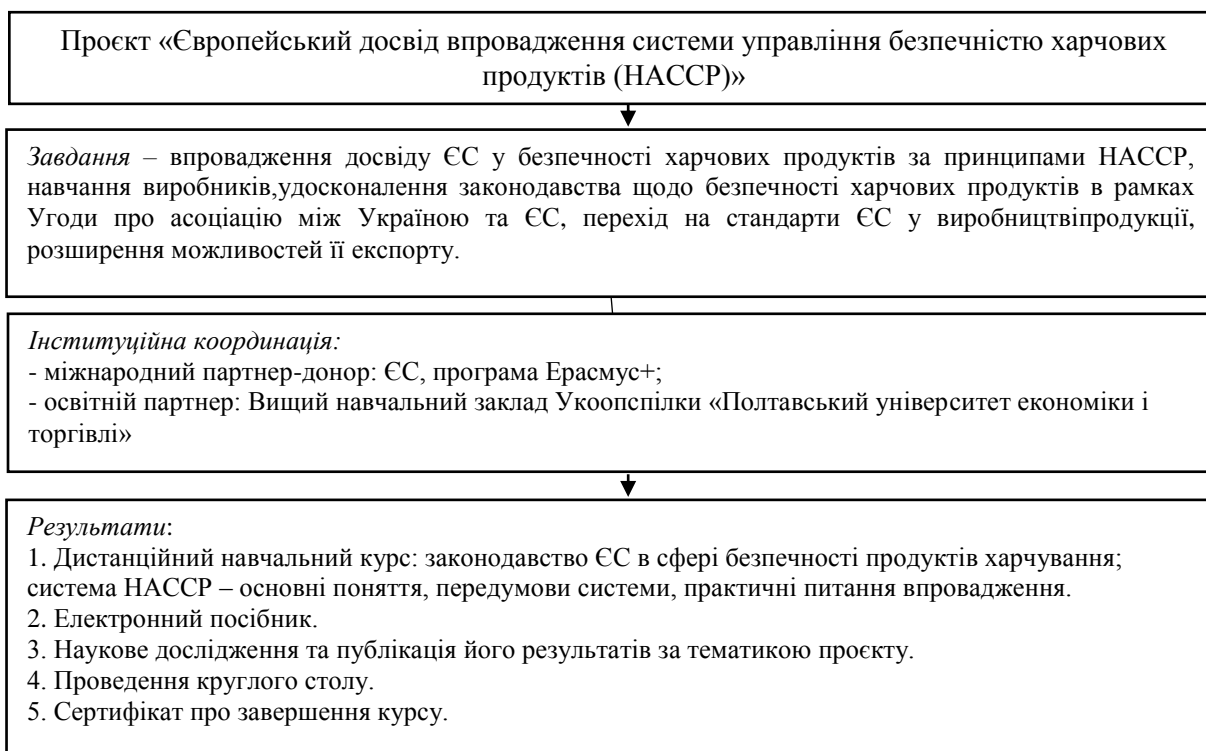 Проєкт «Європейський досвід впровадження системи управління безпечністю харчових
продуктів (НАССР)»
Завдання – впровадження досвіду ЄС у безпечності харчових продуктів за принципами НАССР,
навчання виробників,удосконалення законодавства щодо безпечності харчових продуктів в рамках
Угоди про асоціацію між Україною та ЄС, перехід на стандарти ЄС у виробництвіпродукції,
розширення можливостей її експорту.
Інституційна координація:
- міжнародний партнер-донор: ЄС, програма Ерасмус+;
- освітній партнер: Вищий навчальний заклад Укоопспілки «Полтавський університет економіки і
торгівлі»
Результати:
1. Дистанційний навчальний курс: законодавство ЄС в сфері безпечності продуктів харчування;
система НАССР – основні поняття, передумови системи, практичні питання впровадження.
2. Електронний посібник.
3. Наукове дослідження та публікація його результатів за тематикою проєкту.
4. Проведення круглого столу.
5. Сертифікат про завершення курсу.